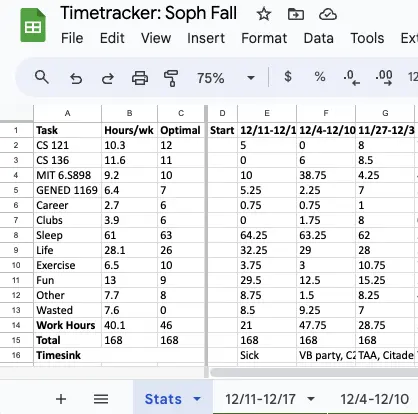 Timetracker: Soph Fall
File Edit View Insert Format Data Tools Ex
75% $ % .0 .00 12
A B C D E F G
1 Task Hours/wk Optimal Start 12/11-12/1 12/4-12/10 11/27-12/3
2 CS 121 10.3 12 5 0 8
3 CS 136 11.6 11 0 6 8.5
4 MIT 6.S898 9.2 10 10 38.75 4.25
5 GENED 1169 6.4 7 5.25 2.25 7
6 Career 2.7 6 0.75 0.75 1
7 Clubs 3.9 6 0 1.75 8
8 Sleep 61 63 64.25 63.25 62
9 Life 28.1 26 32.25 29 28
10 Exercise 6.5 10 3.75 3 10.75
11 Fun 13 9 29.5 12.5 15.25
12 Other 7.7 8 8.75 1.5 8.25
13 Wasted 7.6 0 8.5 9.25 7
14 Work Hours 40.1 46 21 47.75 28.75
15 Total 168 168 168 168 168
16 Timesink Sick VB party, C2 TAA, Citade
Stats 12/11-12/17 12/4-12/10